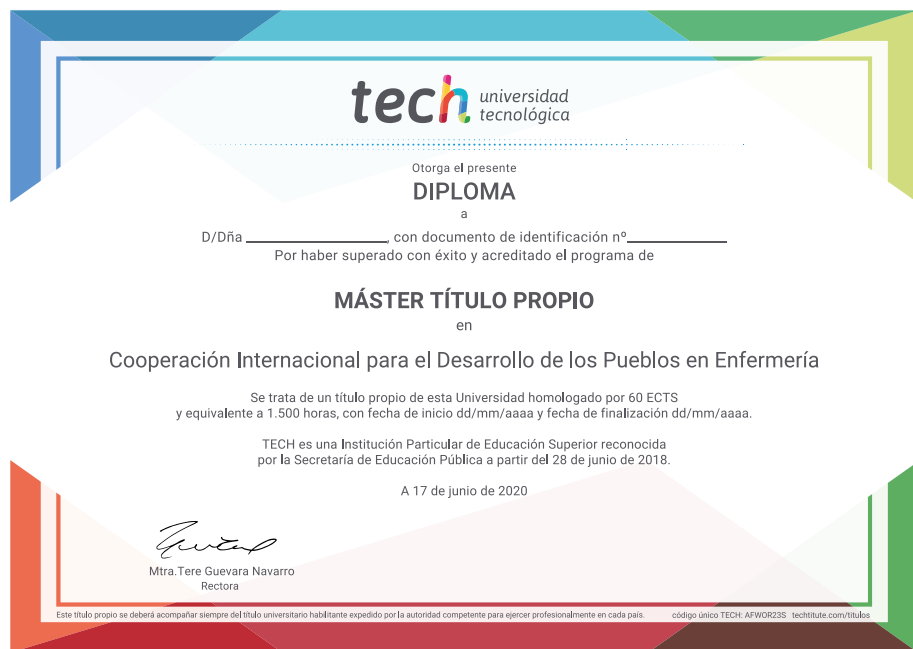 tech universidad
tecnológica
Otorga el presente
DIPLOMA
a
D/Dña ______________, con documento de identificación nº__________
Por haber superado con éxito y acreditado el programa de
MÁSTER TÍTULO PROPIO
en
Cooperación Internacional para el Desarrollo de los Pueblos en Enfermería
Se trata de un título propio de esta Universidad homologado por 60 ECTS
y equivalente a 1.500 horas, con fecha de inicio dd/mm/aaaa y fecha de finalización dd/mm/aaaa.
TECH es una Institución Particular de Educación Superior reconocida
por la Secretaría de Educación Pública a partir del 28 de junio de 2018.
A 17 de junio de 2020
Mtra.Tere Guevara Navarro
Rectora
Este título propio se deberá acompañar siempre del título universitario habilitante expedido por la autoridad competente para ejercer profesionalmente en cada país. código único TECH: AFWOR23S techtitute.com/titulos